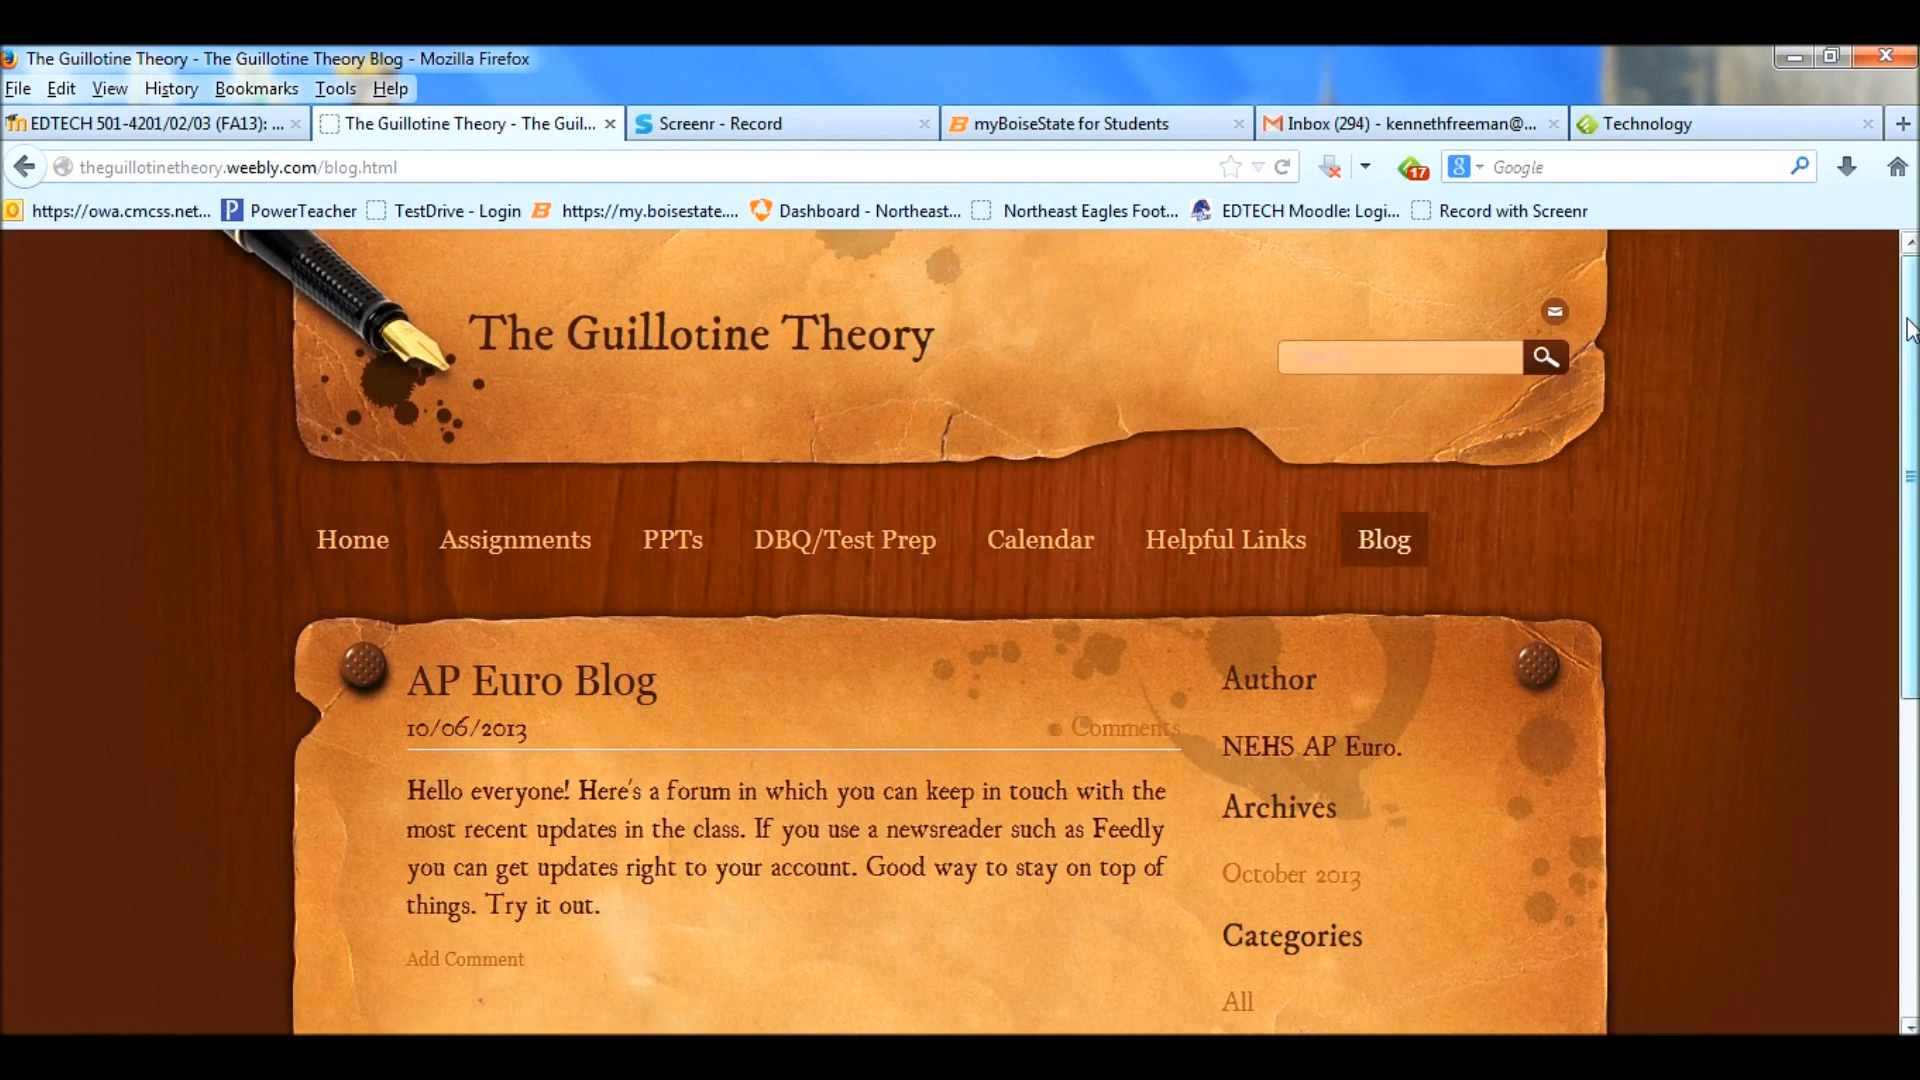 The Guillotine Theory - The Guillotine Theory Blog - Mozilla Firefox
File Edit View History Bookmarks Tools Help
EDTECH 501-4201/02/03 (FA13): ...
The Guillotine Theory - The Guil...
Screenr - Record
myBoiseState for Students
Inbox (294) - kennethfreeman@...
Technology
theguillotinetheory.weebly.com/blog.html
17
Google
https://owa.cmcss.net...
PowerTeacher
TestDrive - Login
https://my.boisestate....
Dashboard - Northeast...
Northeast Eagles Foot...
EDTECH Moodle: Logi...
Record with Screenr
The Guillotine Theory
Home
Assignments
PPTs
DBQ/Test Prep
Calendar
Helpful Links
Blog
AP Euro Blog
10/06/2013
Comments
Hello everyone! Here's a forum in which you can keep in touch with the
most recent updates in the class. If you use a newsreader such as Feedly
you can get updates right to your account. Good way to stay on top of
things. Try it out.
Add Comment
Author
NEHS AP Euro.
Archives
October 2013
Categories
All